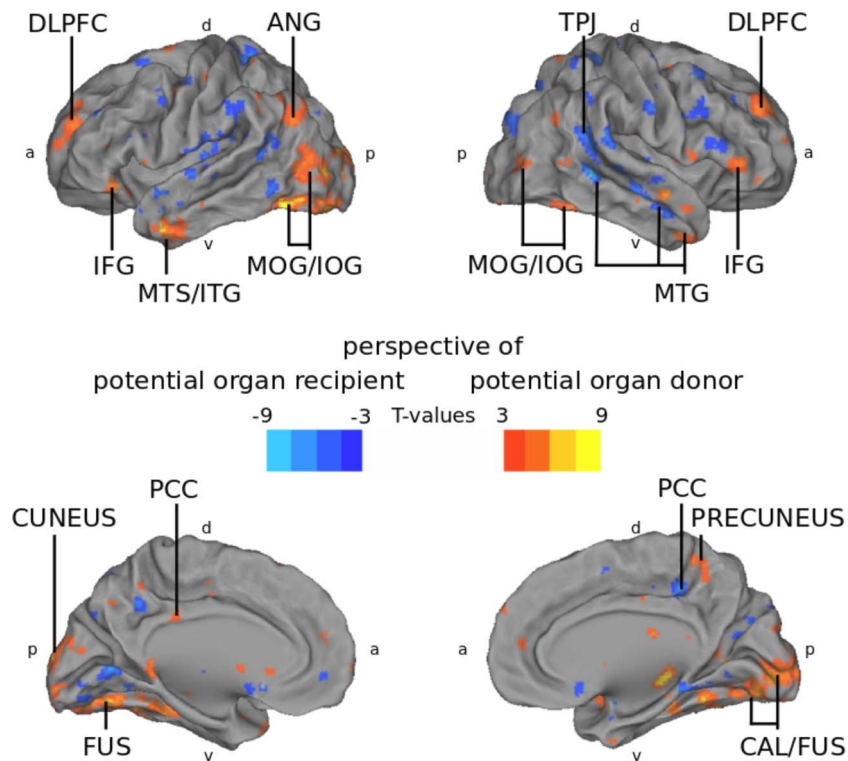 DLPFC d ANG TPJ d DLPFC
a p p a
IFG v MOG/IOG MOG/IOG v IFG
MTS/ITG MTG
perspective of
potential organ recipient potential organ donor
-9 -3 T-values 3 9
PCC PCC
CUNEUS d d PRECUNEUS
p a a p
FUS v v CAL/FUS